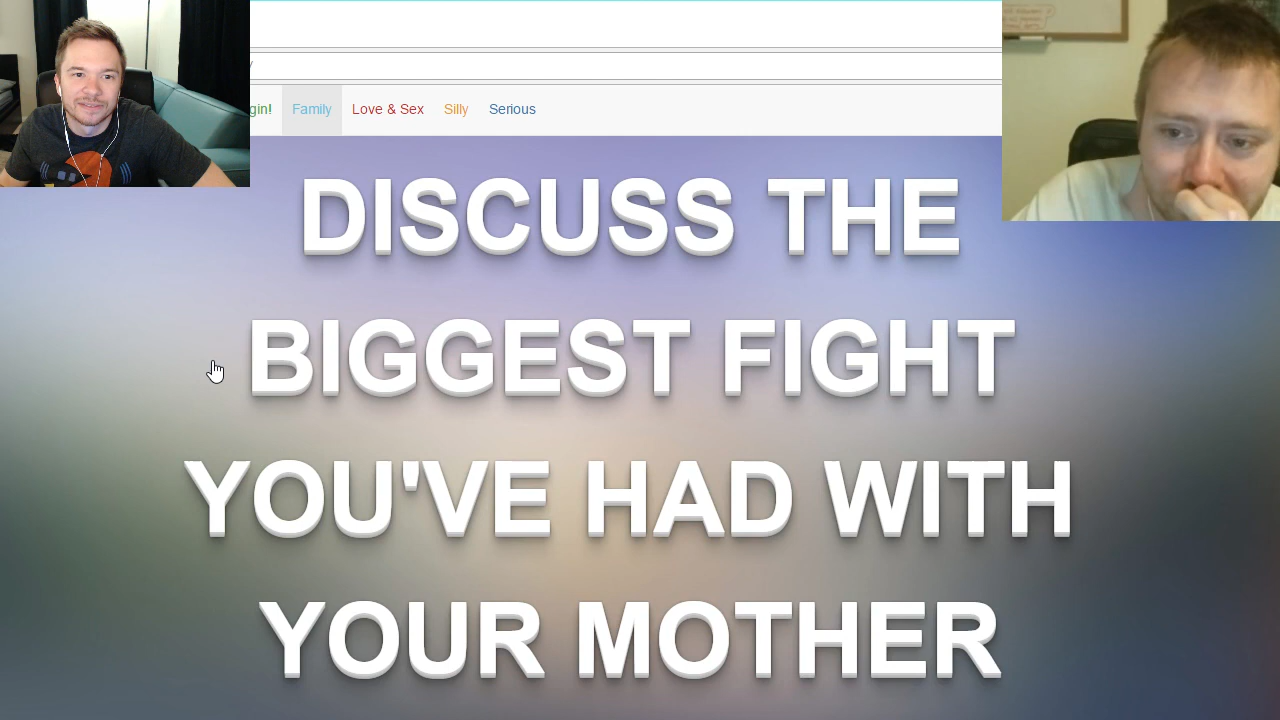 gin! Family Love & Sex Silly Serious
DISCUSS THE
BIGGEST FIGHT
YOU'VE HAD WITH
YOUR MOTHER